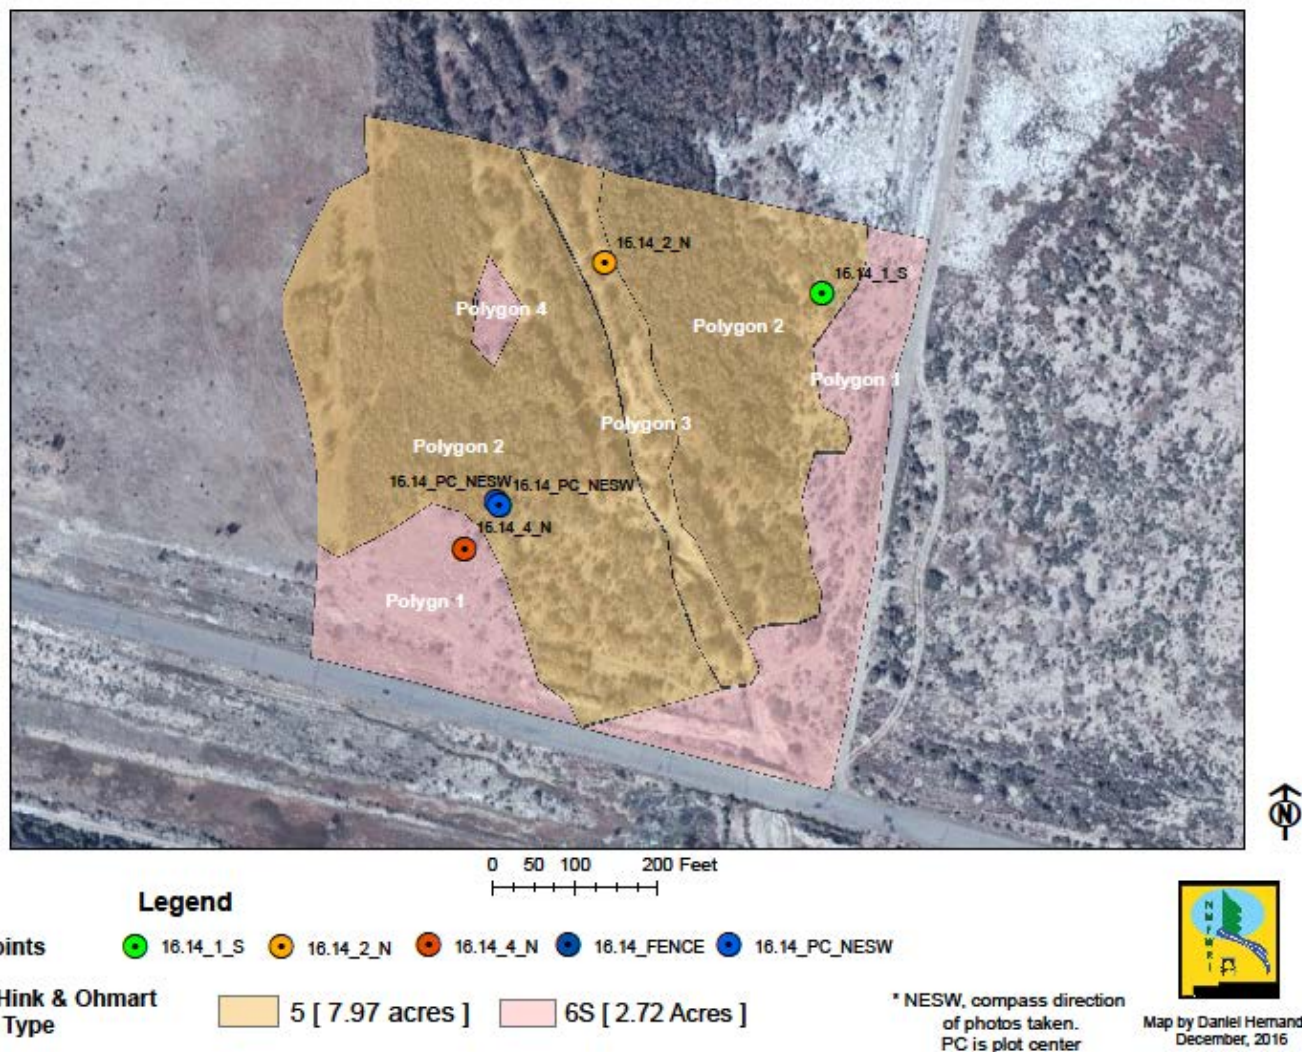 16.14_2_N
16.14_1_S
Polygon 4
Polygon 2
Polygon 1
Polygon 3
Polygon 2
16.14_PC_NESW 16.14_PC_NESW
16.14_4_N
Polygn 1
N
0 50 100 200 Feet
Legend
oints
16.14_1_S 16.14_2_N 16.14_4_N 16.14_FENCE 16.14_PC_NESW
Hink & Ohmart
Type
5 [ 7.97 acres ] 6S [ 2.72 Acres ]
* NESW, compass direction
of photos taken.
PC is plot center
NMFWRI
Map by Daniel Hernand
December, 2016